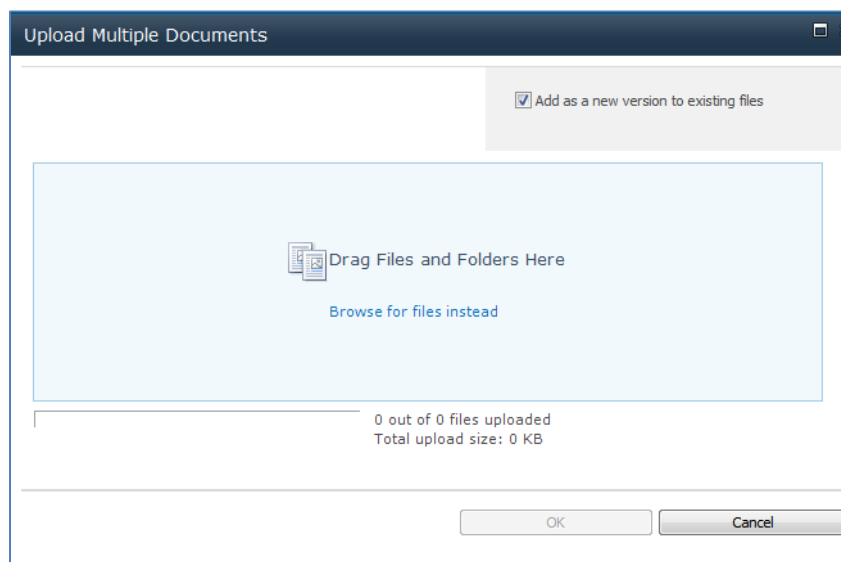 Upload Multiple Documents
Add as a new version to existing files
Drag Files and Folders Here
Browse for files instead
0 out of 0 files uploaded
Total upload size: 0 KB
OK
Cancel